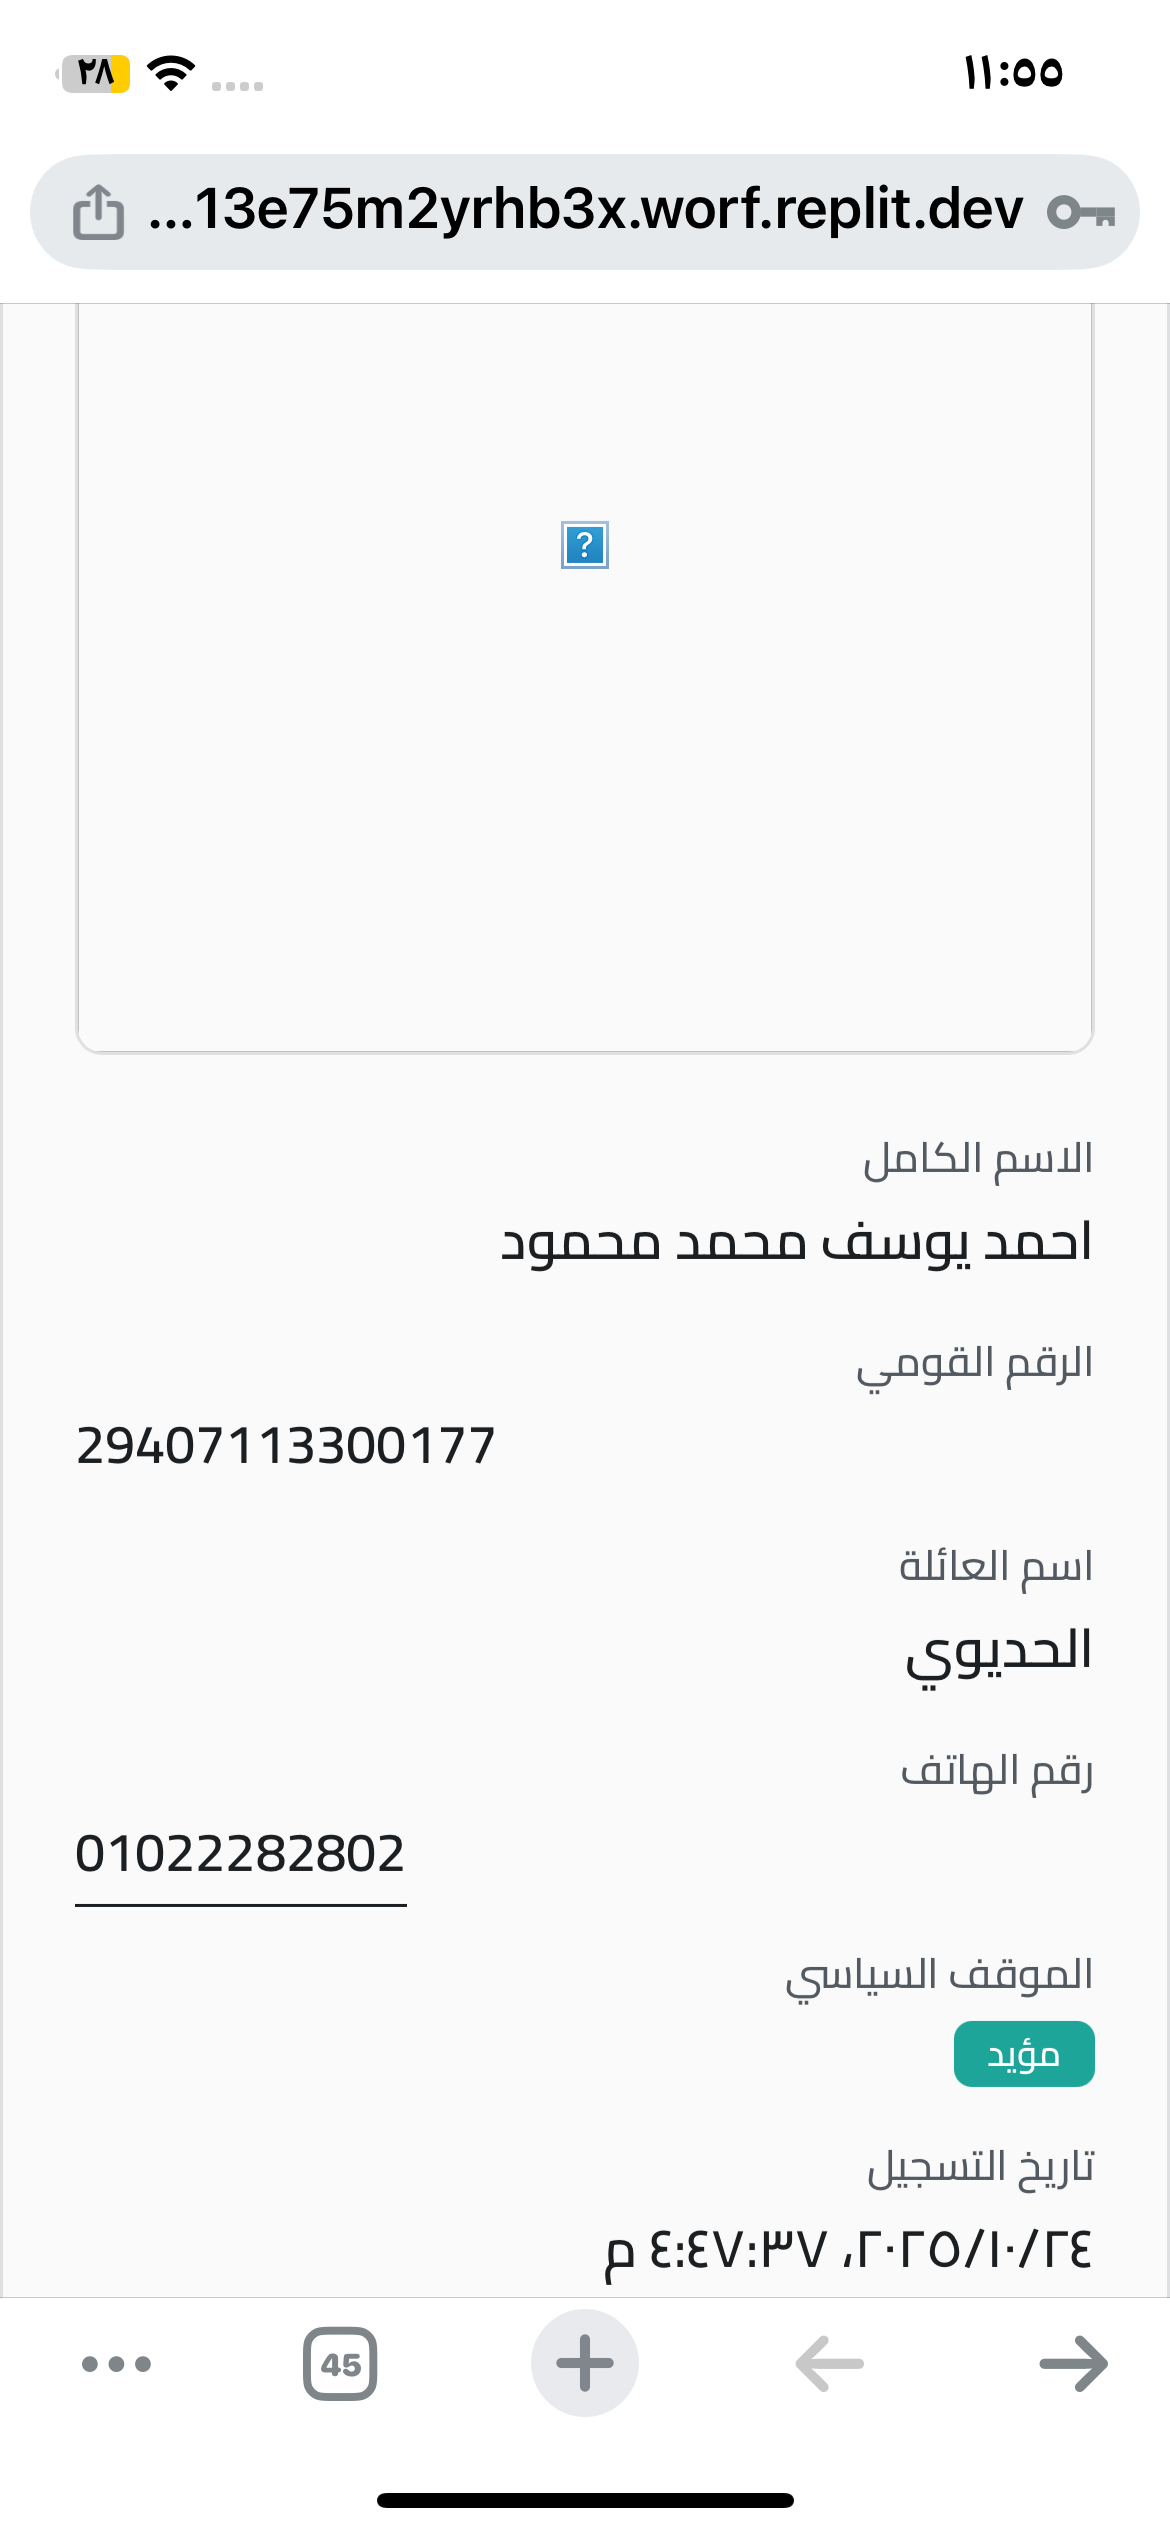 ١١:٥٥
٢٨
...13e75m2yrhb3x.worf.replit.dev
?
الاسم الكامل
احمد يوسف محمد محمود
الرقم القومي
29407113300177
اسم العائلة
الحديوي
رقم الهاتف
01022282802
الموقف السياسي
مؤيد
تاريخ التسجيل
٢٤/١٠/٢٠٢٥، ٤:٤٧:٣٧ م
45